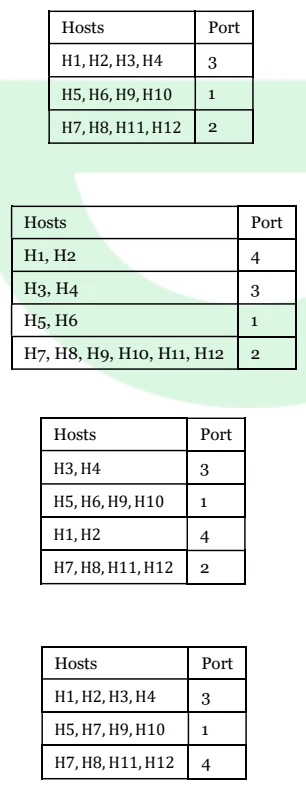 Hosts Port
H1, H2, H3, H4 3
H5, H6, H9, H10 1
H7, H8, H11, H12 2
Hosts Port
H1, H2 4
H3, H4 3
H5, H6 1
H7, H8, H9, H10, H11, H12 2
Hosts Port
H3, H4 3
H5, H6, H9, H10 1
H1, H2 4
H7, H8, H11, H12 2
Hosts Port
H1, H2, H3, H4 3
H5, H7, H9, H10 1
H7, H8, H11, H12 4